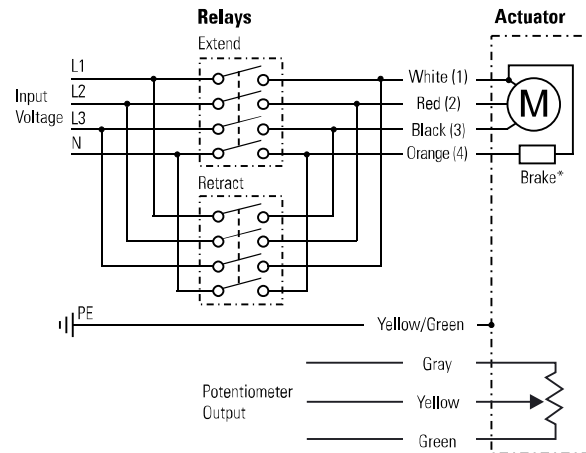 Relays
Actuator
Extend
L1
White (1)
Input
Voltage
L2
Red (2)
M
L3
Black (3)
N
Orange (4)
Brake*
Retract
PE
Yellow/Green
Gray
Potentiometer
Output
Yellow
Green